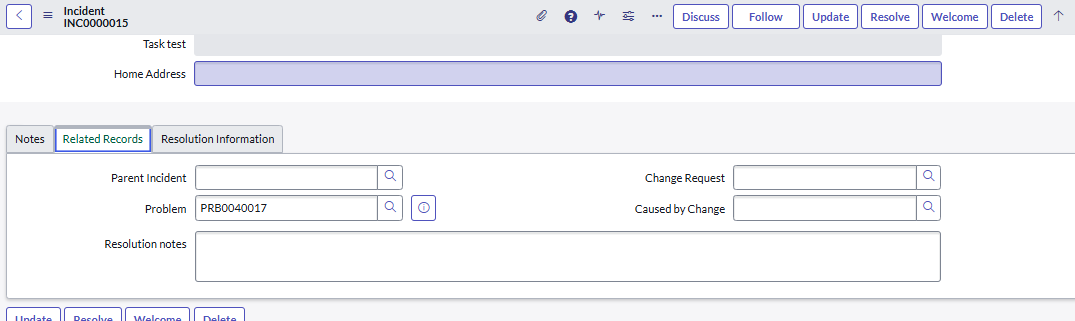 Incident
INC0000015
Discuss Follow Update Resolve Welcome Delete
Task test
Home Address
Notes Related Records Resolution Information
Parent Incident Change Request
Problem PRB0040017 Caused by Change
Resolution notes
Update Resolve Welcome Delete